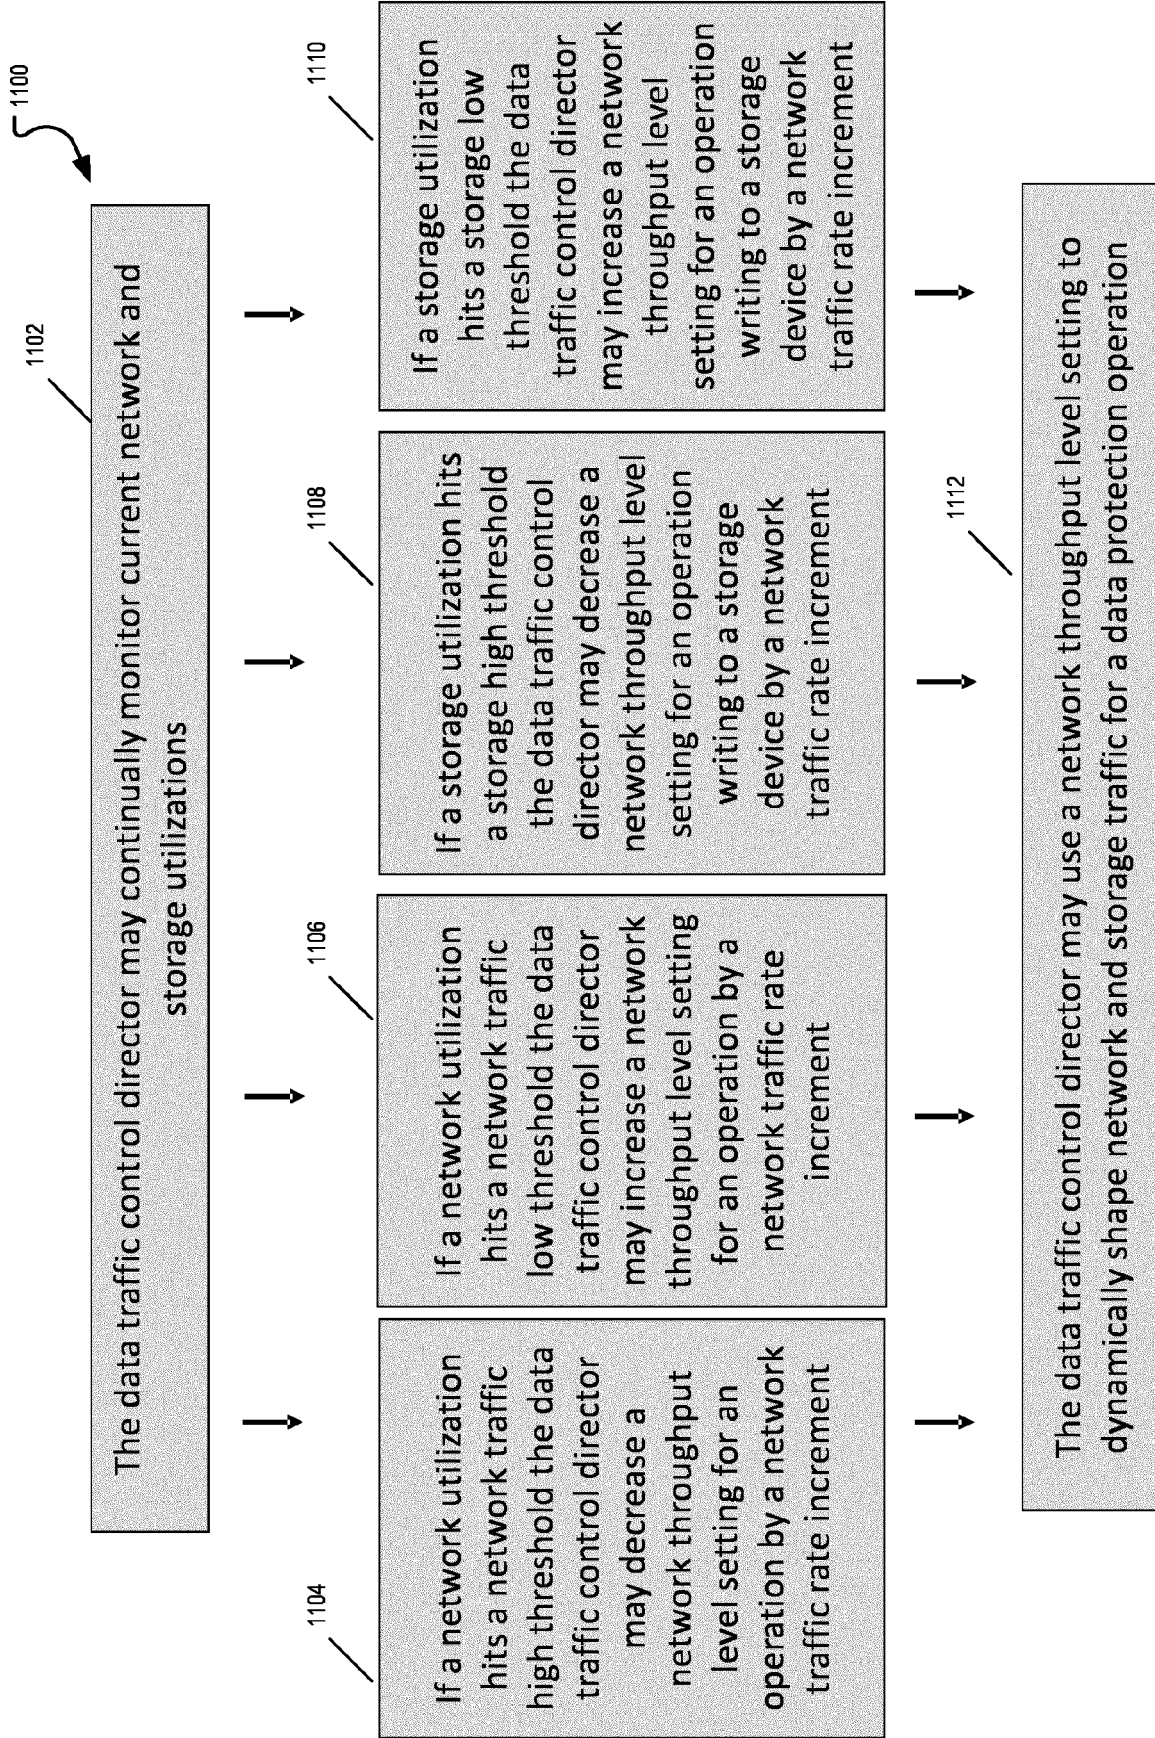 1100
1102
The data traffic control director may continually monitor current network and
storage utilizations
1104
If a network utilization
hits a network traffic
high threshold the data
traffic control director
may decrease a
network throughput
level setting for an
operation by a network
traffic rate increment
1106
If a network utilization
hits a network traffic
low threshold the data
traffic control director
may increase a network
throughput level setting
for an operation by a
network traffic rate
increment
1108
If a storage utilization hits
a storage high threshold
the data traffic control
director may decrease a
network throughput level
setting for an operation
writing to a storage
device by a network
traffic rate increment
1110
If a storage utilization
hits a storage low
threshold the data
traffic control director
may increase a network
throughput level
setting for an operation
writing to a storage
device by a network
traffic rate increment
1112
The data traffic control director may use a network throughput level setting to
dynamically shape network and storage traffic for a data protection operation